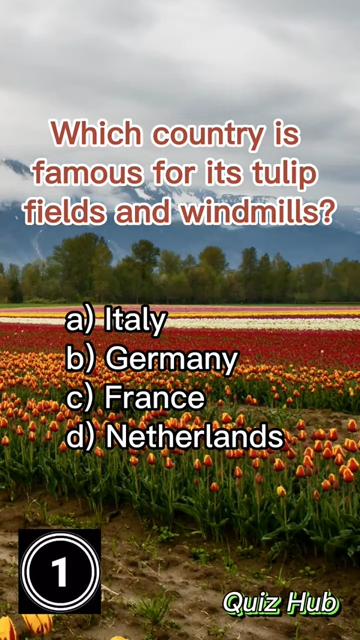 Which country is
famous for its tulip
fields and windmills?
a) Italy
b) Germany
c) France
d) Netherlands
1
Quiz Hub